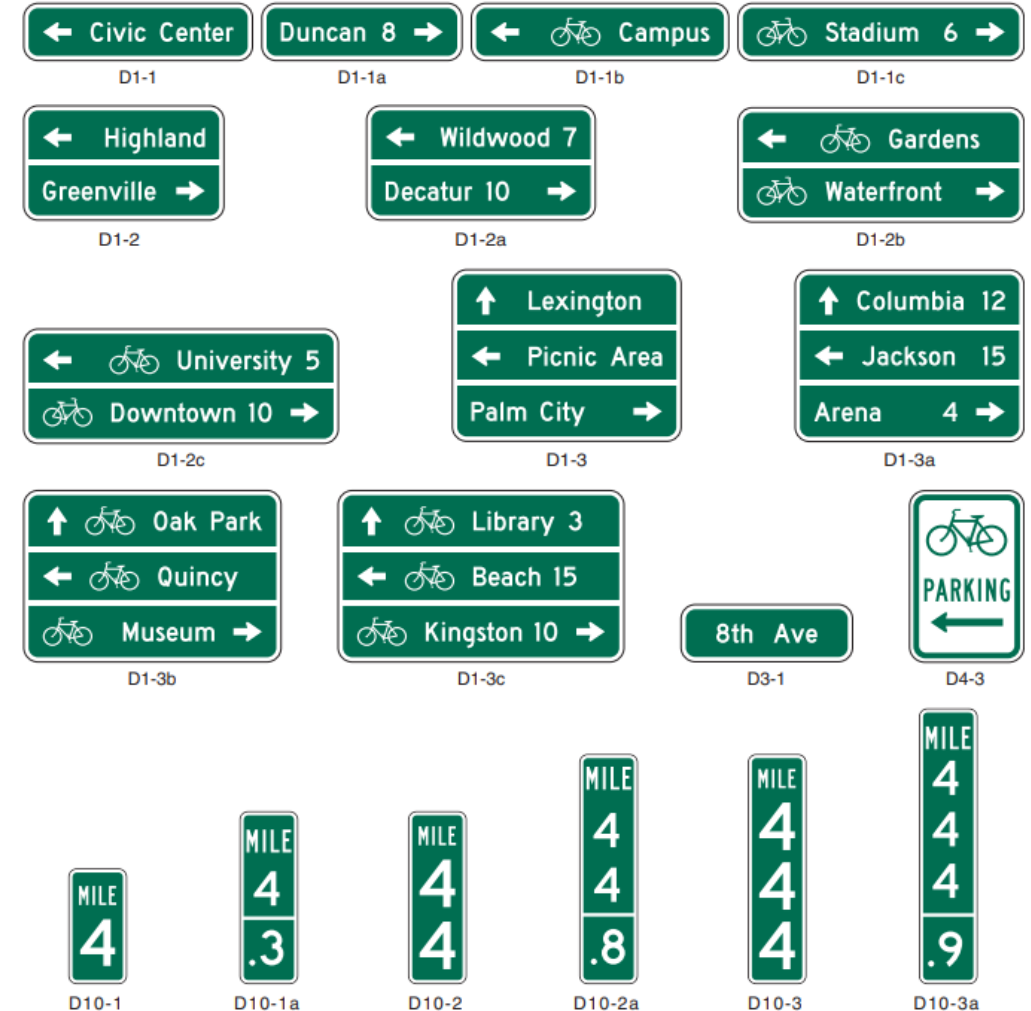 Civic Center
Duncan 8
Campus
Stadium 6
D1-1
D1-1a
D1-1b
D1-1c
Highland
Greenville
D1-2
Wildwood 7
Decatur 10
D1-2a
Gardens
Waterfront
D1-2b
University 5
Downtown 10
D1-2c
Lexington
Picnic Area
Palm City
D1-3
Columbia 12
Jackson 15
Arena 4
D1-3a
Oak Park
Quincy
Museum
D1-3b
Library 3
Beach 15
Kingston 10
D1-3c
8th Ave
D3-1
PARKING
D4-3
MILE
4
D10-1
MILE
4
.3
D10-1a
MILE
4
4
D10-2
MILE
4
4
.8
D10-2a
MILE
4
4
4
D10-3
MILE
4
4
4
.9
D10-3a